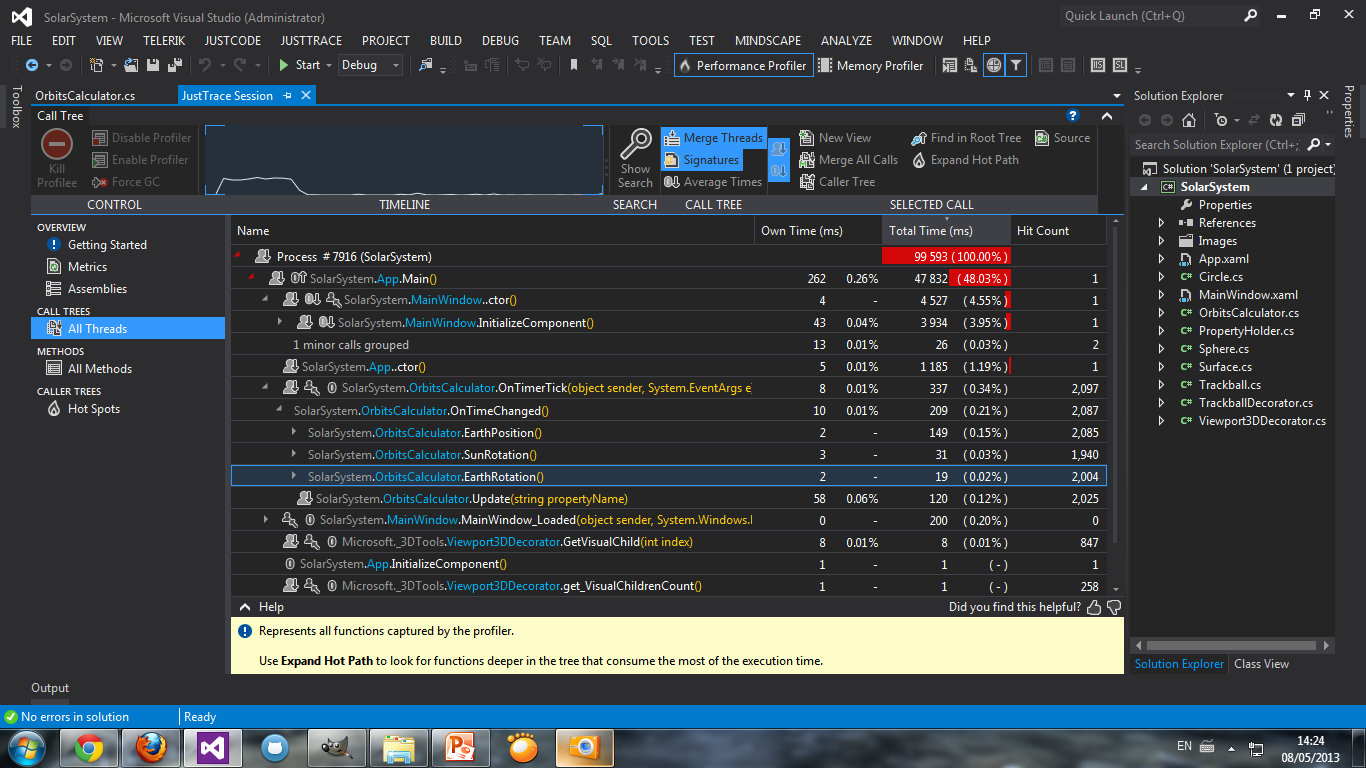 SolarSystem - Microsoft Visual Studio (Administrator)
Quick Launch (Ctrl+Q)
FILE EDIT VIEW TELERIK JUSTCODE JUSTTRACE PROJECT BUILD DEBUG TEAM SQL TOOLS TEST MINDSCAPE ANALYZE WINDOW HELP
Start Debug Performance Profiler Memory Profiler
Toolbox
OrbitsCalculator.cs JustTrace Session
Call Tree
Kill Profilee
Disable Profiler
Enable Profiler
Force GC
CONTROL
TIMELINE
Show Search
SEARCH
Merge Threads
Signatures
Average Times
CALL TREE
New View
Merge All Calls
Caller Tree
Find in Root Tree
Expand Hot Path
Source
SELECTED CALL
OVERVIEW
Getting Started
Metrics
Assemblies
CALL TREES
All Threads
METHODS
All Methods
CALLER TREES
Hot Spots
Name Own Time (ms) Total Time (ms) Hit Count
Process # 7916 (SolarSystem) 99 593 (100.00%)
SolarSystem.App.Main() 262 0.26% 47 832 (48.03%) 1
SolarSystem.MainWindow..ctor() 4 - 4 527 (4.55%) 1
SolarSystem.MainWindow.InitializeComponent() 43 0.04% 3 934 (3.95%) 1
1 minor calls grouped 13 0.01% 26 (0.03%) 2
SolarSystem.App..ctor() 5 0.01% 1 185 (1.19%) 1
SolarSystem.OrbitsCalculator.OnTimerTick(object sender, System.EventArgs e) 8 0.01% 337 (0.34%) 2,097
SolarSystem.OrbitsCalculator.OnTimeChanged() 10 0.01% 209 (0.21%) 2,087
SolarSystem.OrbitsCalculator.EarthPosition() 2 - 149 (0.15%) 2,085
SolarSystem.OrbitsCalculator.SunRotation() 3 - 31 (0.03%) 1,940
SolarSystem.OrbitsCalculator.EarthRotation() 2 - 19 (0.02%) 2,004
SolarSystem.OrbitsCalculator.Update(string propertyName) 58 0.06% 120 (0.12%) 2,025
SolarSystem.MainWindow.MainWindow_Loaded(object sender, System.Windows. 0 - 200 (0.20%) 0
Microsoft._3DTools.Viewport3DDecorator.GetVisualChild(int index) 8 0.01% 8 (0.01%) 847
SolarSystem.App.InitializeComponent() 1 - 1 (-) 1
Microsoft._3DTools.Viewport3DDecorator.get_VisualChildrenCount() 1 - 1 (-) 258
Help Did you find this helpful?
Represents all functions captured by the profiler.
Use Expand Hot Path to look for functions deeper in the tree that consume the most of the execution time.
Solution Explorer
Search Solution Explorer (Ctrl+;)
Solution 'SolarSystem' (1 project)
SolarSystem
Properties
References
Images
App.xaml
Circle.cs
MainWindow.xaml
OrbitsCalculator.cs
PropertyHolder.cs
Sphere.cs
Surface.cs
Trackball.cs
TrackballDecorator.cs
Viewport3DDecorator.cs
Solution Explorer Class View
Properties
Output
No errors in solution Ready
EN 14:24
08/05/2013